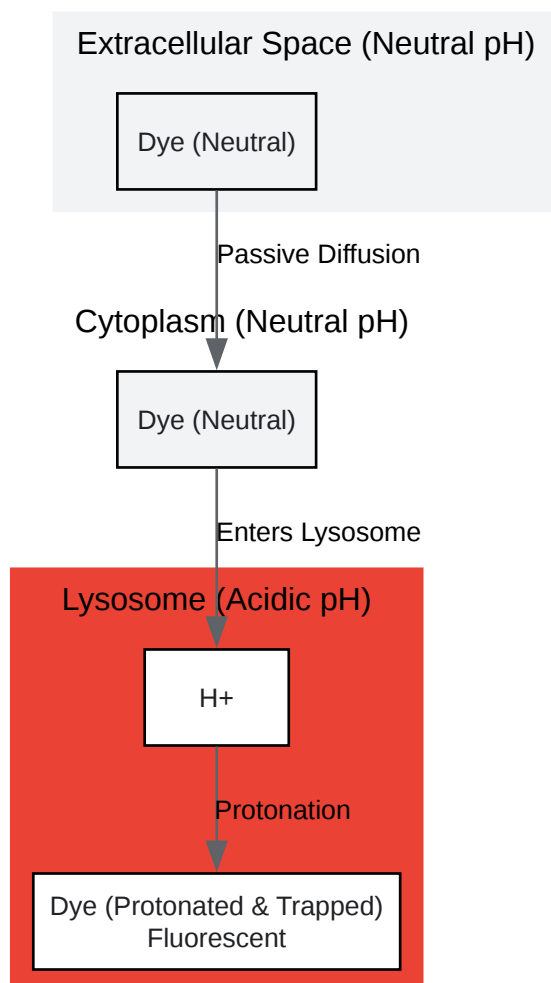 Extracellular Space (Neutral pH)
Dye (Neutral)
Passive Diffusion
Cytoplasm (Neutral pH)
Dye (Neutral)
Enters Lysosome
Lysosome (Acidic pH)
H+
Protonation
Dye (Protonated & Trapped)
Fluorescent